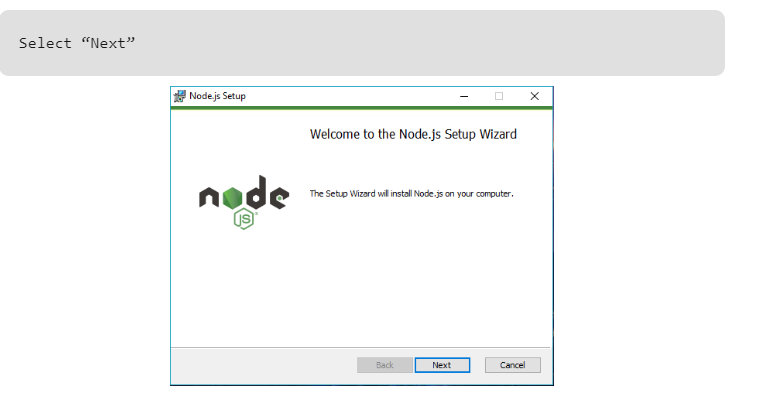 Select “Next”
Node.js Setup
Welcome to the Node.js Setup Wizard
The Setup Wizard will install Node.js on your computer.
node
JS
Back Next Cancel